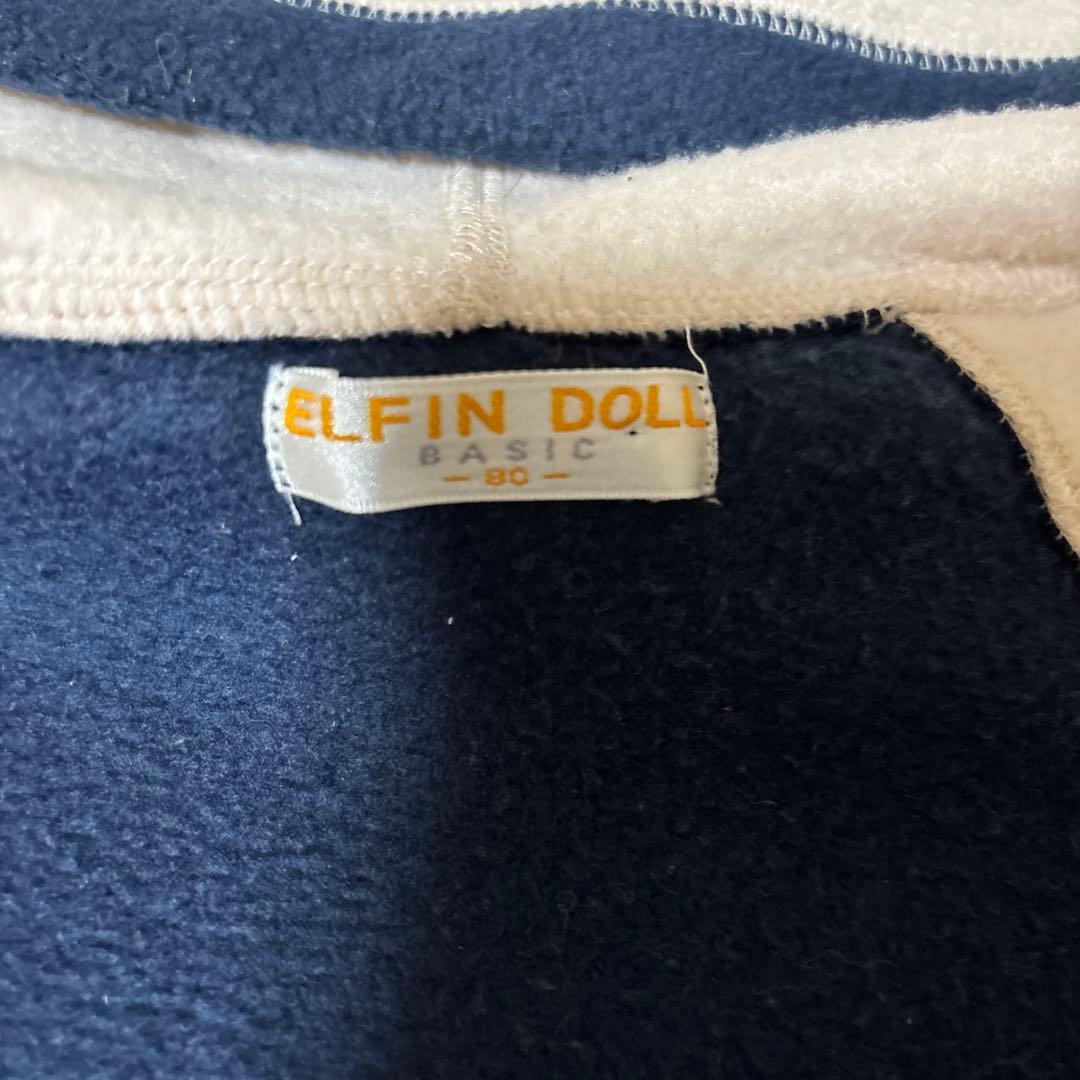 ELFIN DOLL
BASIC
- 80 -